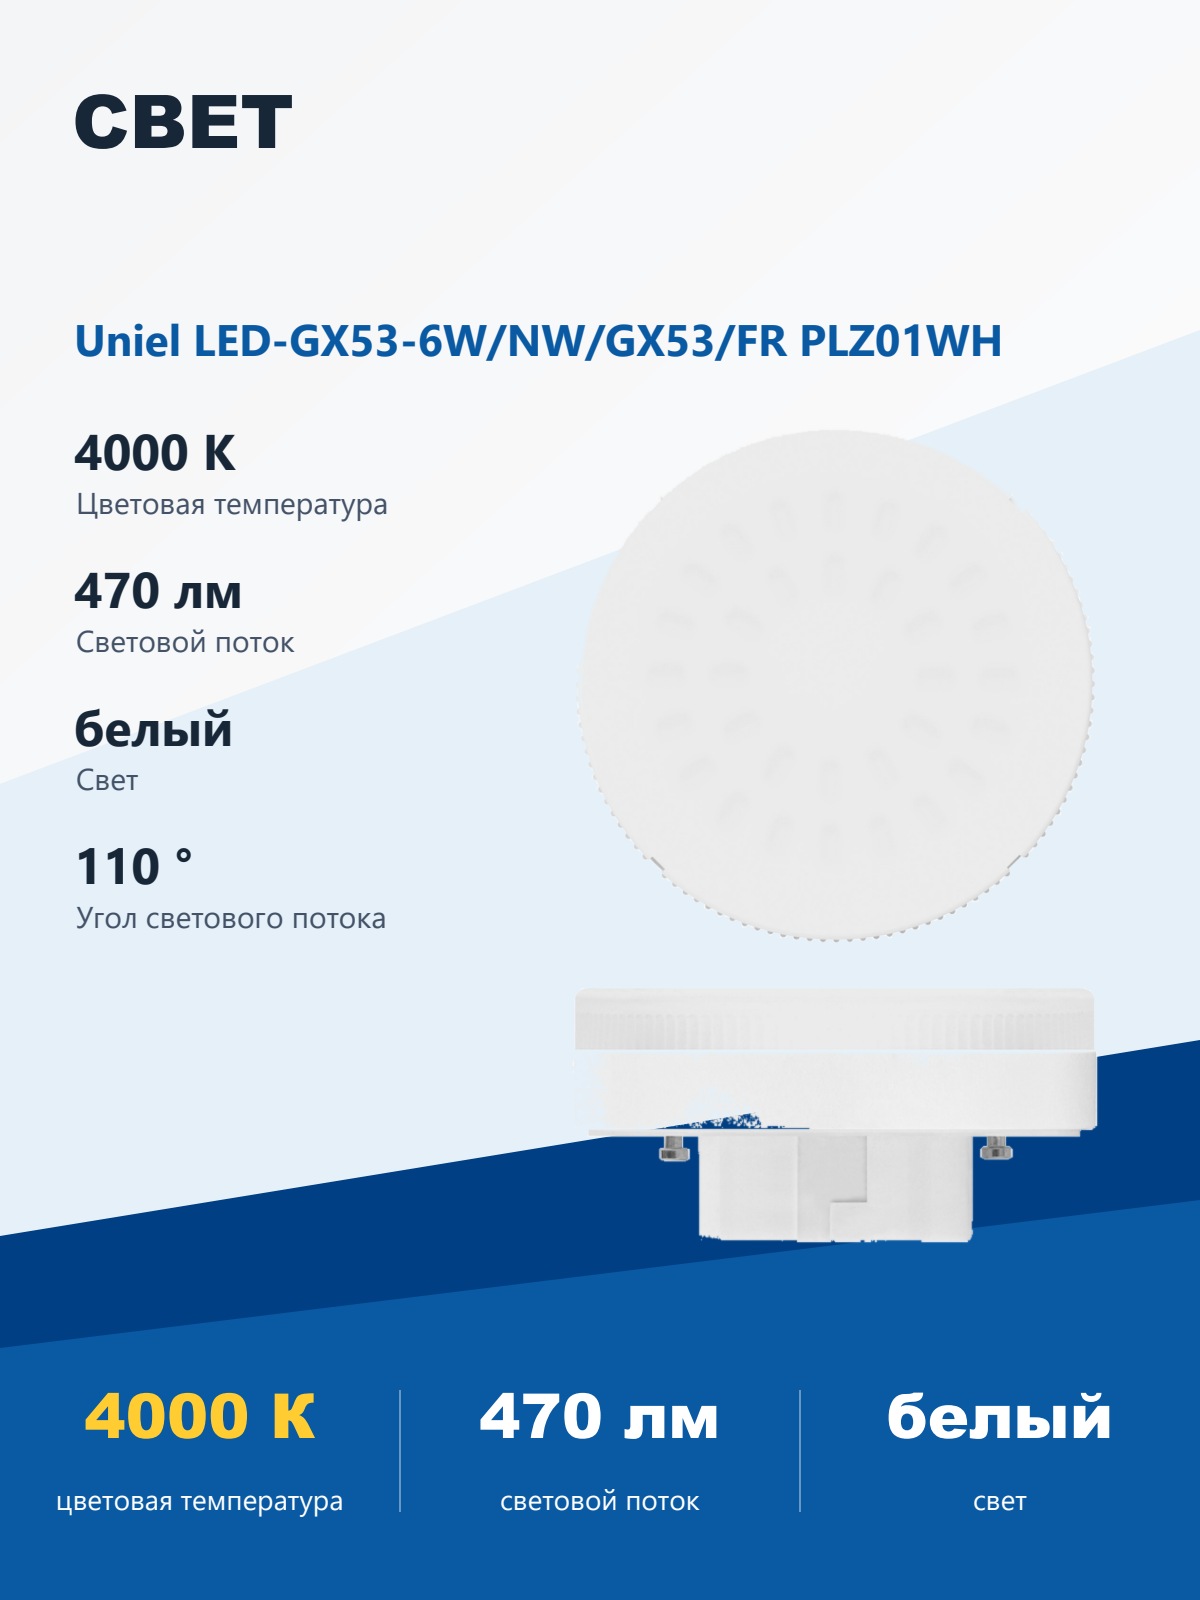 СВЕТ
Uniel LED-GX53-6W/NW/GX53/FR PLZ01WH
4000 К
Цветовая температура
470 лм
Световой поток
белый
Свет
110 °
Угол светового потока
4000 К
470 лм
белый
цветовая температура
световой поток
свет